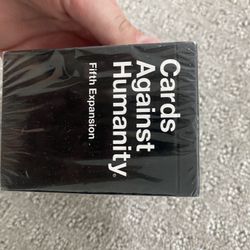 Cards
Against
Humanity®
Fifth Expansion